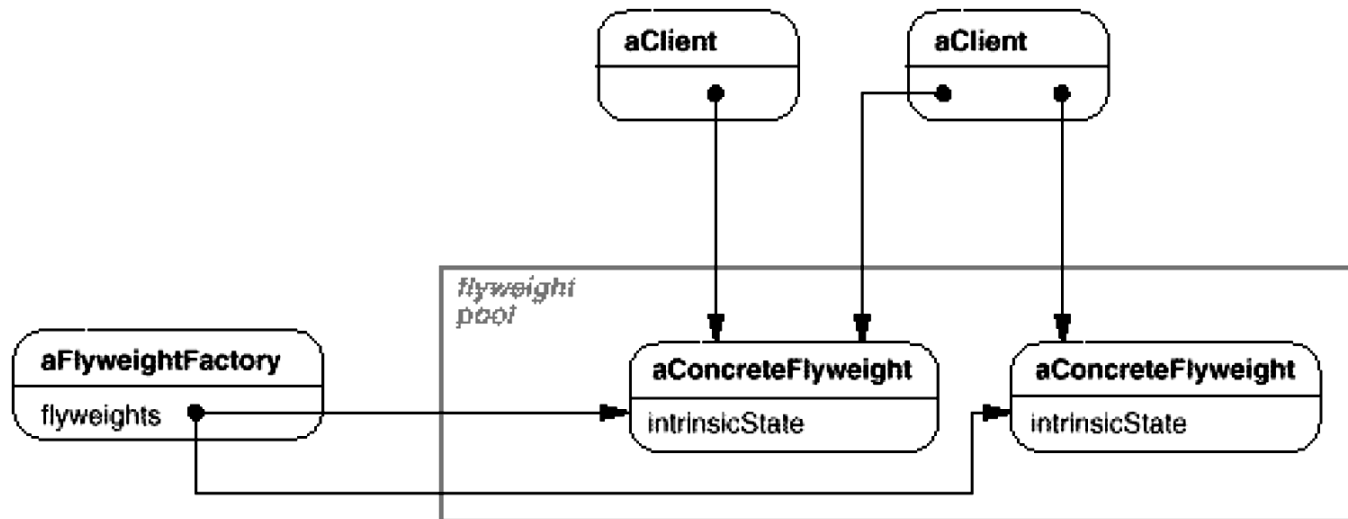 aClient
aClient
flyweight
pool
aFlyweightFactory
flyweights
aConcreteFlyweight
intrinsicState
aConcreteFlyweight
intrinsicState